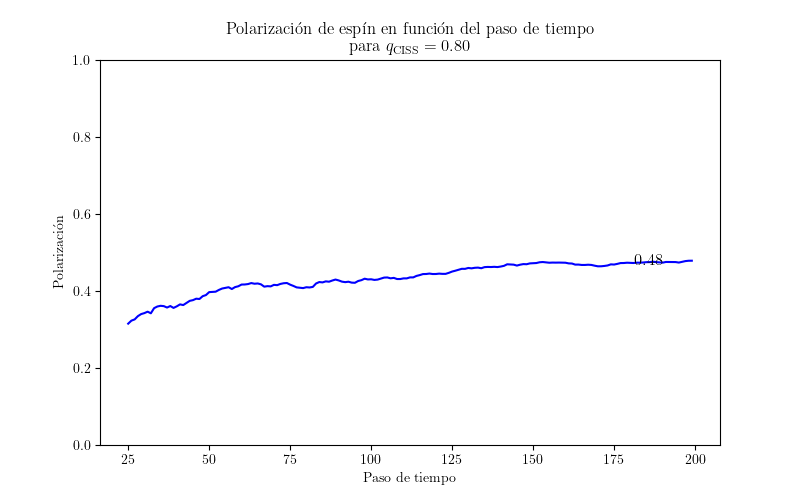 Polarización de espín en función del paso de tiempo
para q_CISS = 0.80
1.0
0.8
0.6
0.4
0.2
0.0
Polarización
0.48
25 50 75 100 125 150 175 200
Paso de tiempo